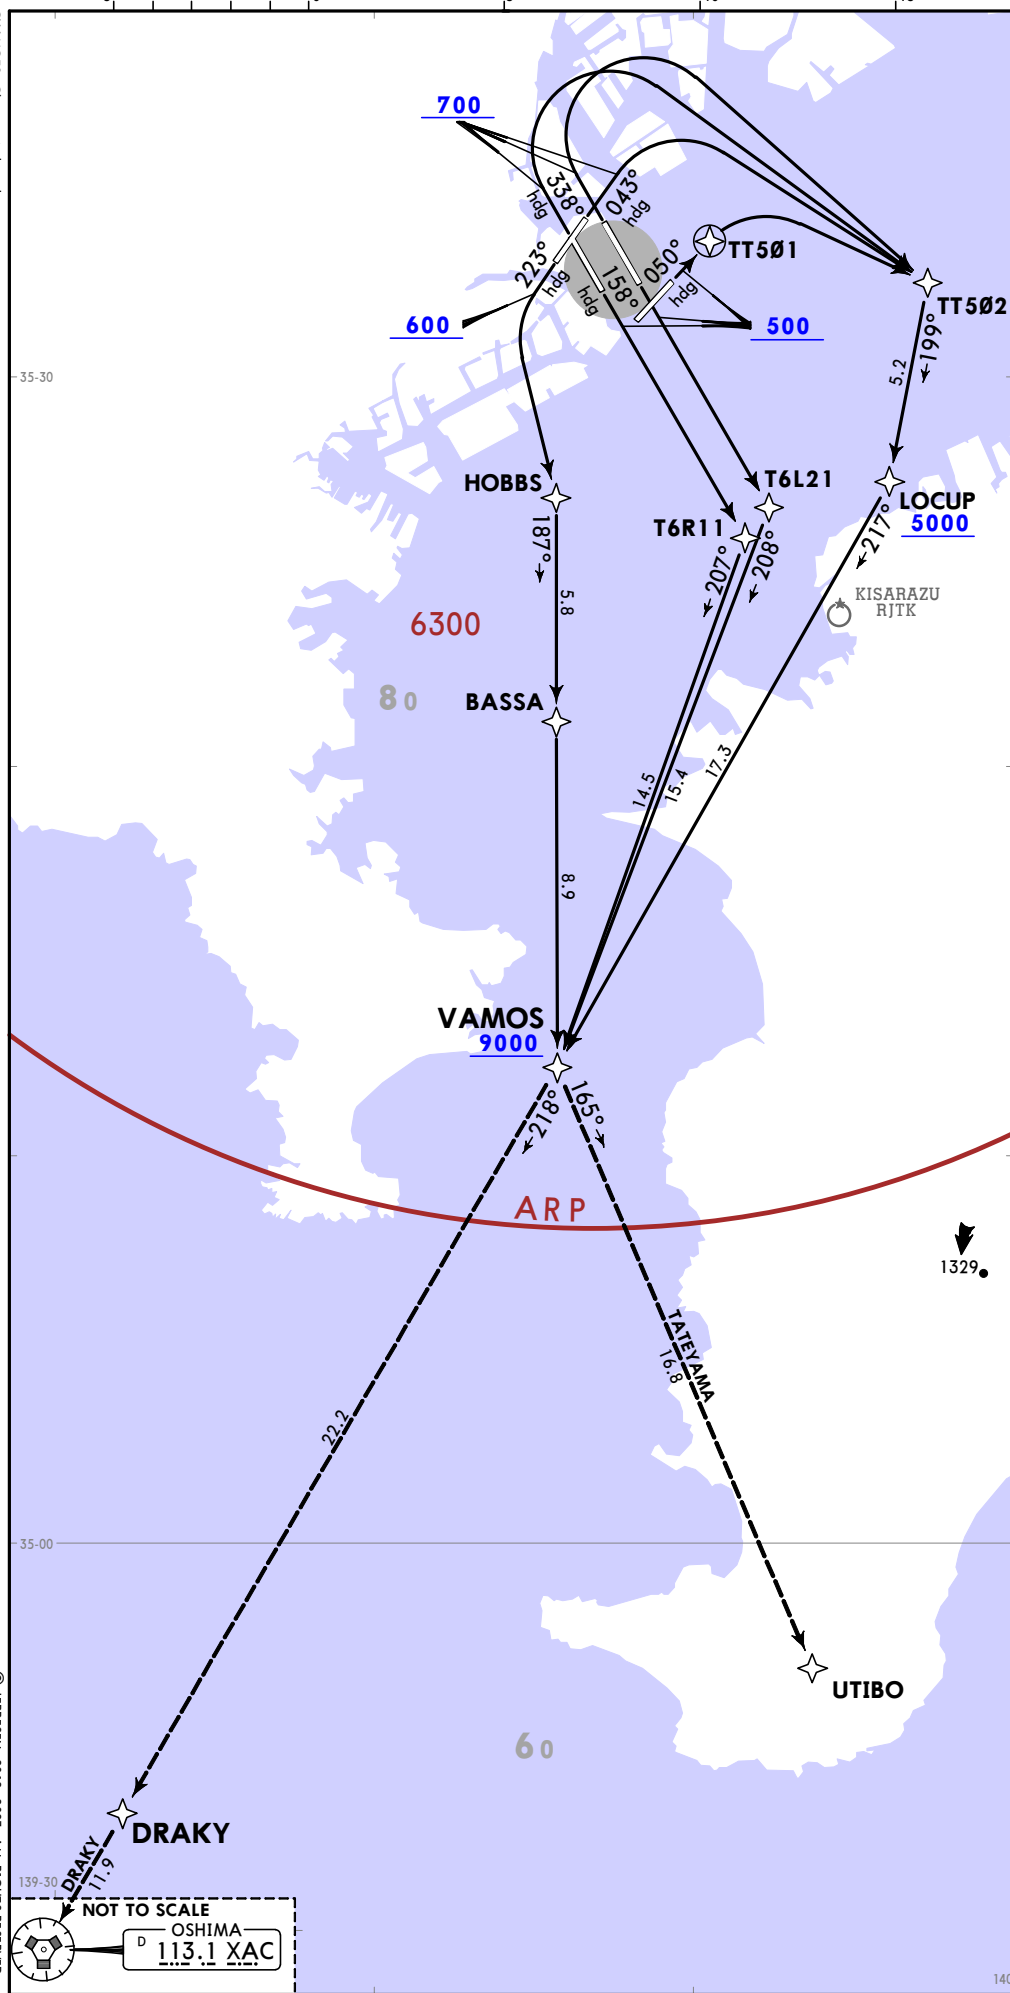 700
338°
hdg
043°
hdg
223°
hdg
158°
hdg
050°
hdg
TT5Ø1
TT5Ø2
600
500
199°
5.2
35-30
HOBBS
187°
T6L21
T6R11
LOCUP
5000
217°
207°
208°
KISARAZU
RJTK
5.8
6300
80
BASSA
17.3
14.5
15.4
8.9
VAMOS
9000
218°
165°
ARP
1329
TATEYAMA
16.8
22.2
35-00
UTIBO
60
DRAKY
DRAKY
11.9
139-30
NOT TO SCALE
OSHIMA
D 113.1 XAC
140